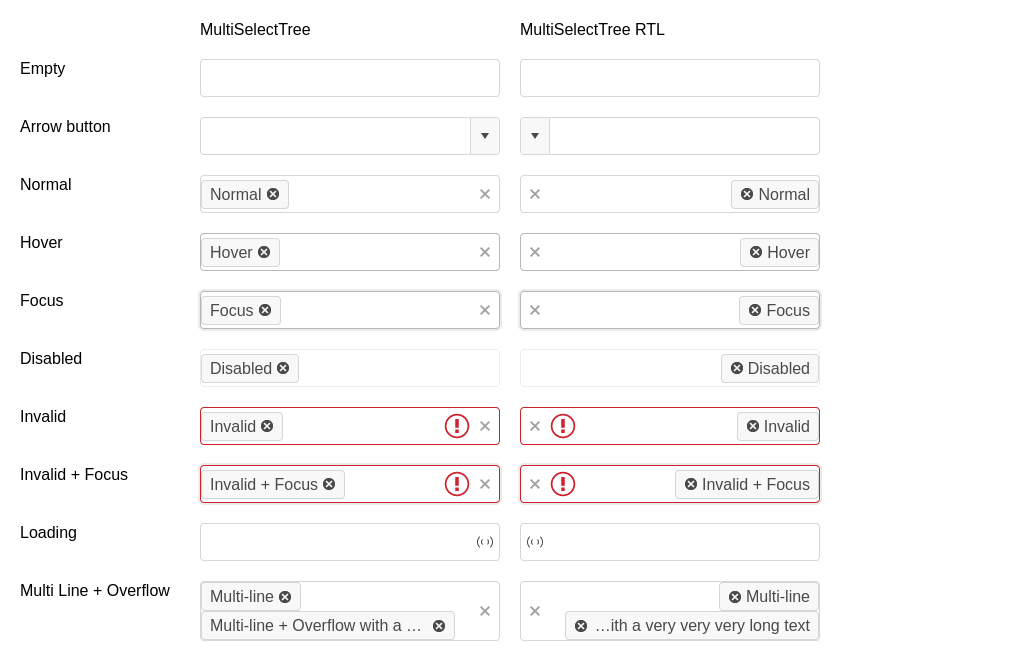 MultiSelectTree MultiSelectTree RTL
Empty
Arrow button
Normal Normal Normal
Hover Hover Hover
Focus Focus Focus
Disabled Disabled Disabled
Invalid Invalid Invalid
Invalid + Focus Invalid + Focus Invalid + Focus
Loading
Multi Line + Overflow Multi-line Multi-line
Multi-line + Overflow with a … …ith a very very very long text